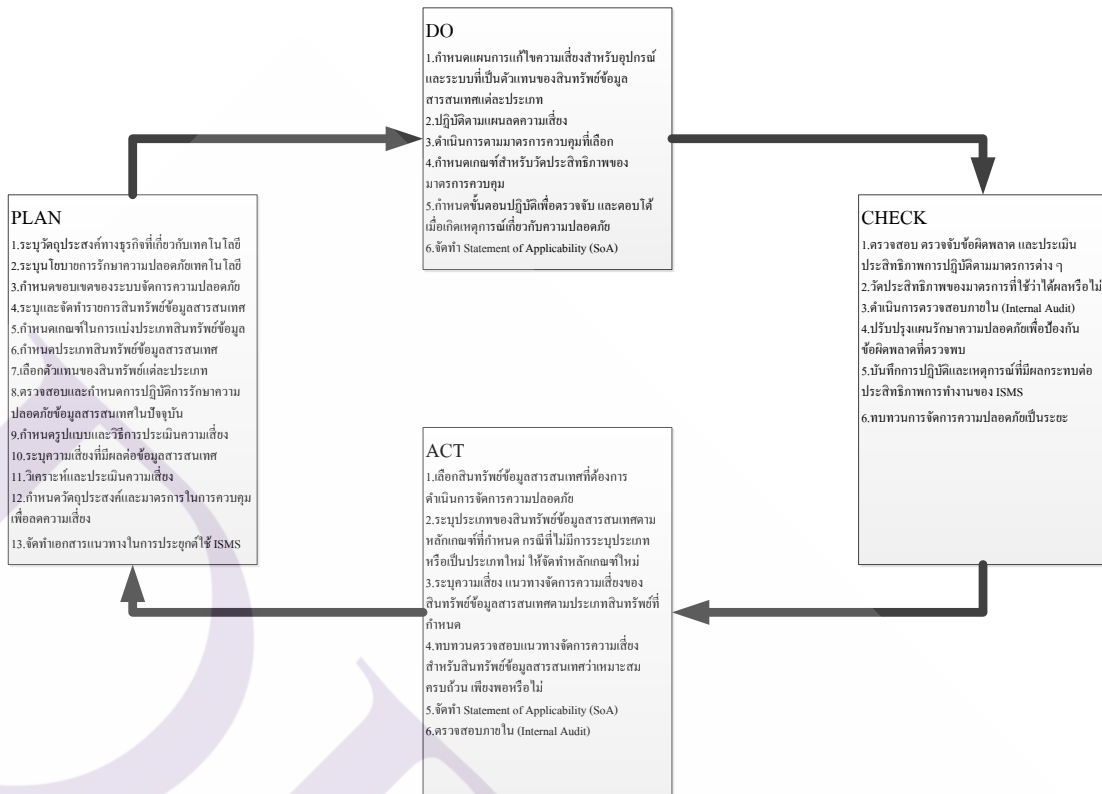 DO
1.กำหนดแผนการแก้ไขความเสี่ยงสำหรับอุปกรณ์
และระบบที่เป็นตัวแทนของสินทรัพย์ข้อมูล
สารสนเทศแต่ละประเภท
2.ปฏิบัติตามแผนลดความเสี่ยง
3.ดำเนินการตามมาตรการควบคุมที่เลือก
4.กำหนดเกณฑ์สำหรับวัดประสิทธิภาพของ
มาตรการควบคุม
5.กำหนดขั้นตอนปฏิบัติเพื่อตรวจจับ และตอบโต้
เมื่อเกิดเหตุการณ์เกี่ยวกับความปลอดภัย
6.จัดทำ Statement of Applicability (SoA)
PLAN
1.ระบุวัตถุประสงค์ทางธุรกิจที่เกี่ยวกับเทคโนโลยี
2.ระบุนโยบายการรักษาความปลอดภัยเทคโนโลยี
3.กำหนดขอบเขตของระบบจัดการความปลอดภัย
4.ระบุและจัดทำรายการสินทรัพย์ข้อมูลสารสนเทศ
5.กำหนดเกณฑ์ในการแบ่งประเภทสินทรัพย์ข้อมูล
6.กำหนดประเภทสินทรัพย์ข้อมูลสารสนเทศ
7.เลือกตัวแทนของสินทรัพย์แต่ละประเภท
8.ตรวจสอบและกำหนดการปฏิบัติการรักษาความ
ปลอดภัยข้อมูลสารสนเทศในปัจจุบัน
9.กำหนดรูปแบบและวิธีการประเมินความเสี่ยง
10.ระบุความเสี่ยงที่มีผลต่อข้อมูลสารสนเทศ
11.วิเคราะห์และประเมินความเสี่ยง
12.กำหนดวัตถุประสงค์และมาตรการในการควบคุม
เพื่อลดความเสี่ยง
13.จัดทำเอกสารแนวทางในการประยุกต์ใช้ ISMS
CHECK
1.ตรวจสอบ ตรวจจับข้อผิดพลาด และประเมิน
ประสิทธิภาพการปฏิบัติตามมาตรการต่าง ๆ
2.วัดประสิทธิภาพของมาตรการที่ใช้ว่าได้ผลหรือไม่
3.ดำเนินการตรวจสอบภายใน (Internal Audit)
4.ปรับปรุงแผนรักษาความปลอดภัยเพื่อป้องกัน
ข้อผิดพลาดที่ตรวจพบ
5.บันทึกการปฏิบัติและเหตุการณ์ที่มีผลกระทบต่อ
ประสิทธิภาพการทำงานของ ISMS
6.ทบทวนการจัดการความปลอดภัยเป็นระยะ
ACT
1.เลือกสินทรัพย์ข้อมูลสารสนเทศที่ต้องการ
ดำเนินการจัดการความปลอดภัย
2.ระบุประเภทของสินทรัพย์ข้อมูลสารสนเทศตาม
หลักเกณฑ์ที่กำหนด กรณีที่ไม่มีการระบุประเภท
หรือเป็นประเภทใหม่ ให้จัดทำหลักเกณฑ์ใหม่
3.ระบุความเสี่ยง แนวทางจัดการความเสี่ยงของ
สินทรัพย์ข้อมูลสารสนเทศตามประเภทสินทรัพย์ที่
กำหนด
4.ทบทวนตรวจสอบแนวทางจัดการความเสี่ยง
สำหรับสินทรัพย์ข้อมูลสารสนเทศว่าเหมาะสม
ครบถ้วน เพียงพอหรือไม่
5.จัดทำ Statement of Applicability (SoA)
6.ตรวจสอบภายใน (Internal Audit)